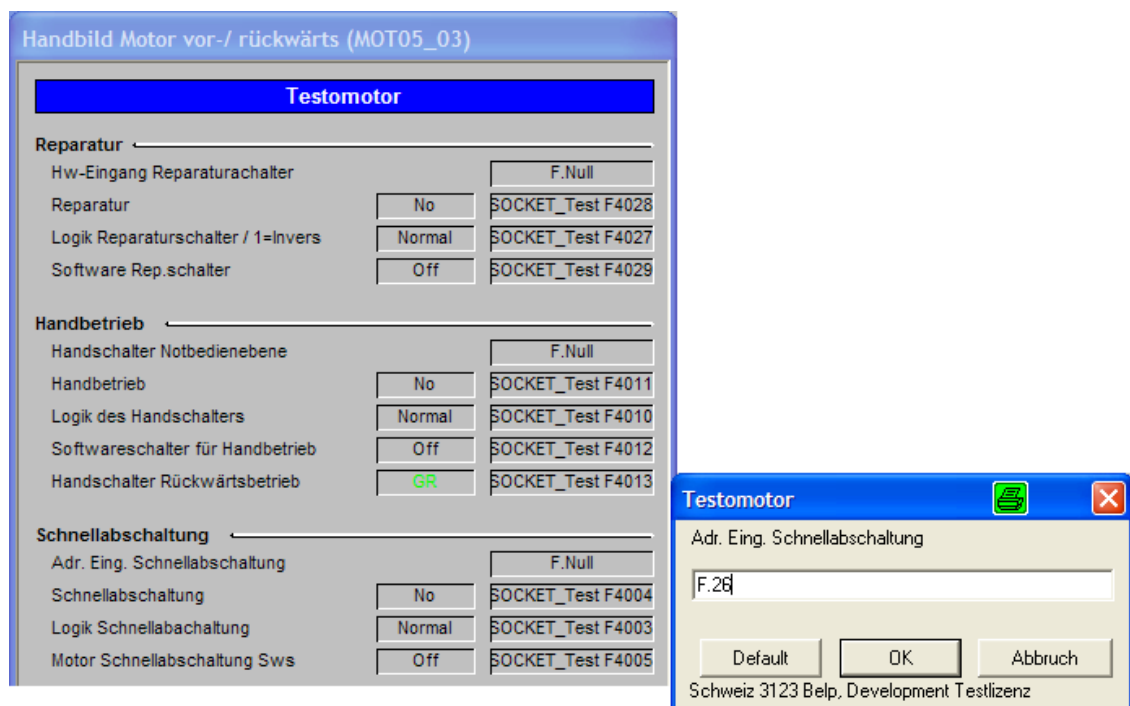 Handbild Motor vor-/ rückwärts (MOT05_03)
Testomotor
Reparatur
Hw-Eingang Reparaturachalter F.Null
Reparatur No SOCKET_Test F4028
Logik Reparaturschalter / 1=Invers Normal SOCKET_Test F4027
Software Rep.schalter Off SOCKET_Test F4029
Handbetrieb
Handschalter Notbedienebene F.Null
Handbetrieb No SOCKET_Test F4011
Logik des Handschalters Normal SOCKET_Test F4010
Softwareschalter für Handbetrieb Off SOCKET_Test F4012
Handschalter Rückwärtsbetrieb GR SOCKET_Test F4013
Schnellabschaltung
Adr. Eing. Schnellabschaltung F.Null
Schnellabschaltung No SOCKET_Test F4004
Logik Schnellabachaltung Normal SOCKET_Test F4003
Motor Schnellabschaltung Sws Off SOCKET_Test F4005
Testomotor
Adr. Eing. Schnellabschaltung
F.26
Default OK Abbruch
Schweiz 3123 Belp, Development Testlizenz